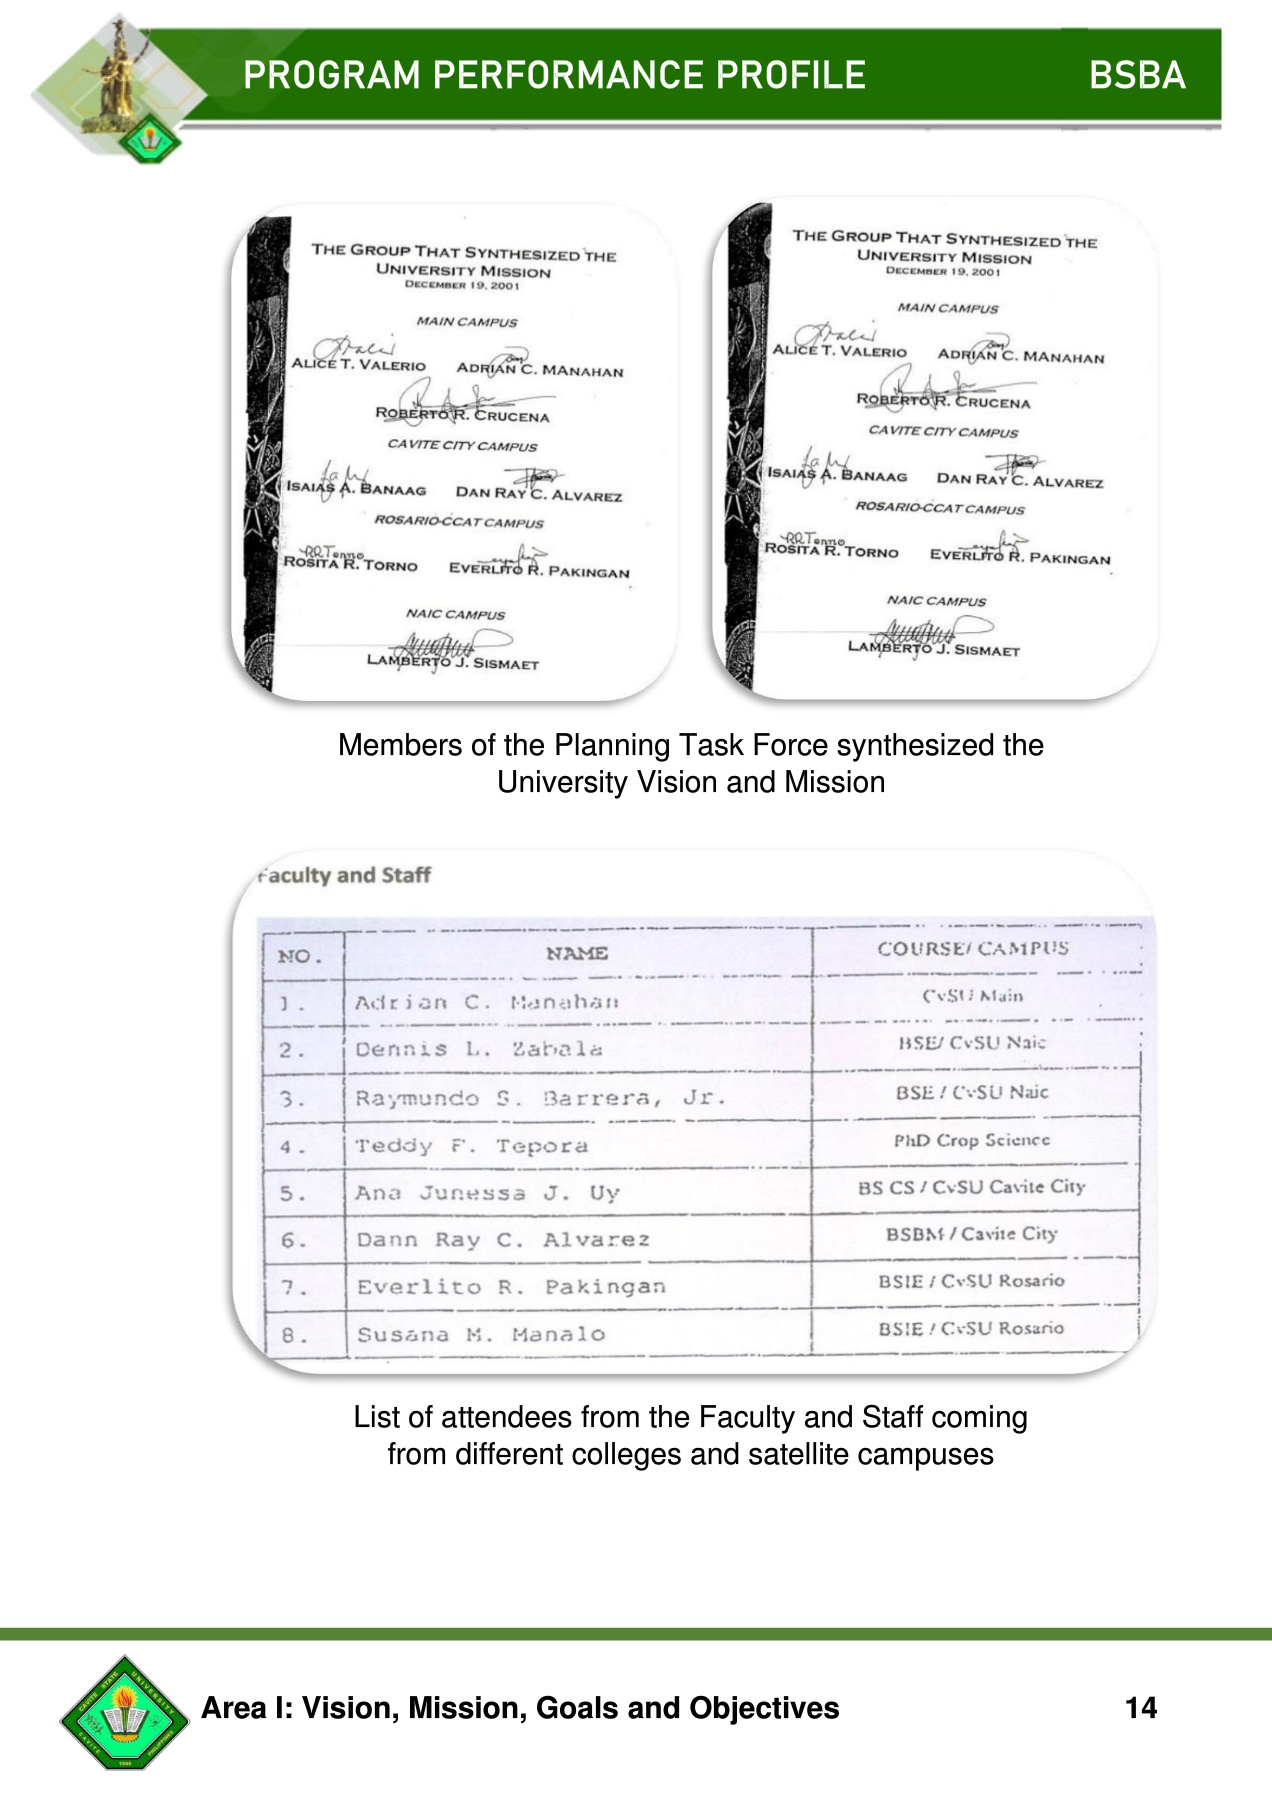 PROGRAM PERFORMANCE PROFILE BSBA
THE GROUP THAT SYNTHESIZED THE
UNIVERSITY MISSION
DECEMBER 19, 2001
MAIN CAMPUS
ALICE T. VALERIO ADRIAN C. MANAHAN
ROBERTO R. CRUCENA
CAVITE CITY CAMPUS
ISAIAS A. BANAAG DAN RAY C. ALVAREZ
ROSARIO-CCAT CAMPUS
ROSITA R. TORNO EVERLITO R. PAKINGAN
NAIC CAMPUS
LAMBERTO J. SISMAET
THE GROUP THAT SYNTHESIZED THE
UNIVERSITY MISSION
DECEMBER 19, 2001
MAIN CAMPUS
ALICE T. VALERIO ADRIAN C. MANAHAN
ROBERTO R. CRUCENA
CAVITE CITY CAMPUS
ISAIAS A. BANAAG DAN RAY C. ALVAREZ
ROSARIO-CCAT CAMPUS
ROSITA R. TORNO EVERLITO R. PAKINGAN
NAIC CAMPUS
LAMBERTO J. SISMAET
Members of the Planning Task Force synthesized the
University Vision and Mission
Faculty and Staff
NO. NAME COURSE/ CAMPUS
1. Adrian C. Manahan CvSU Main
2. Dennis L. Zabala BSE/ CvSU Naic
3. Raymundo S. Barrera, Jr. BSE / CvSU Naic
4. Teddy F. Tepora PhD Crop Science
5. Ana Junessa J. Uy BS CS / CvSU Cavite City
6. Dann Ray C. Alvarez BSBM / Cavite City
7. Everlito R. Pakingan BSIE / CvSU Rosario
8. Susana M. Manalo BSIE / CvSU Rosario
List of attendees from the Faculty and Staff coming
from different colleges and satellite campuses
CAVITE STATE UNIVERSITY
CAVITE PHILIPPINES
Area I: Vision, Mission, Goals and Objectives 14